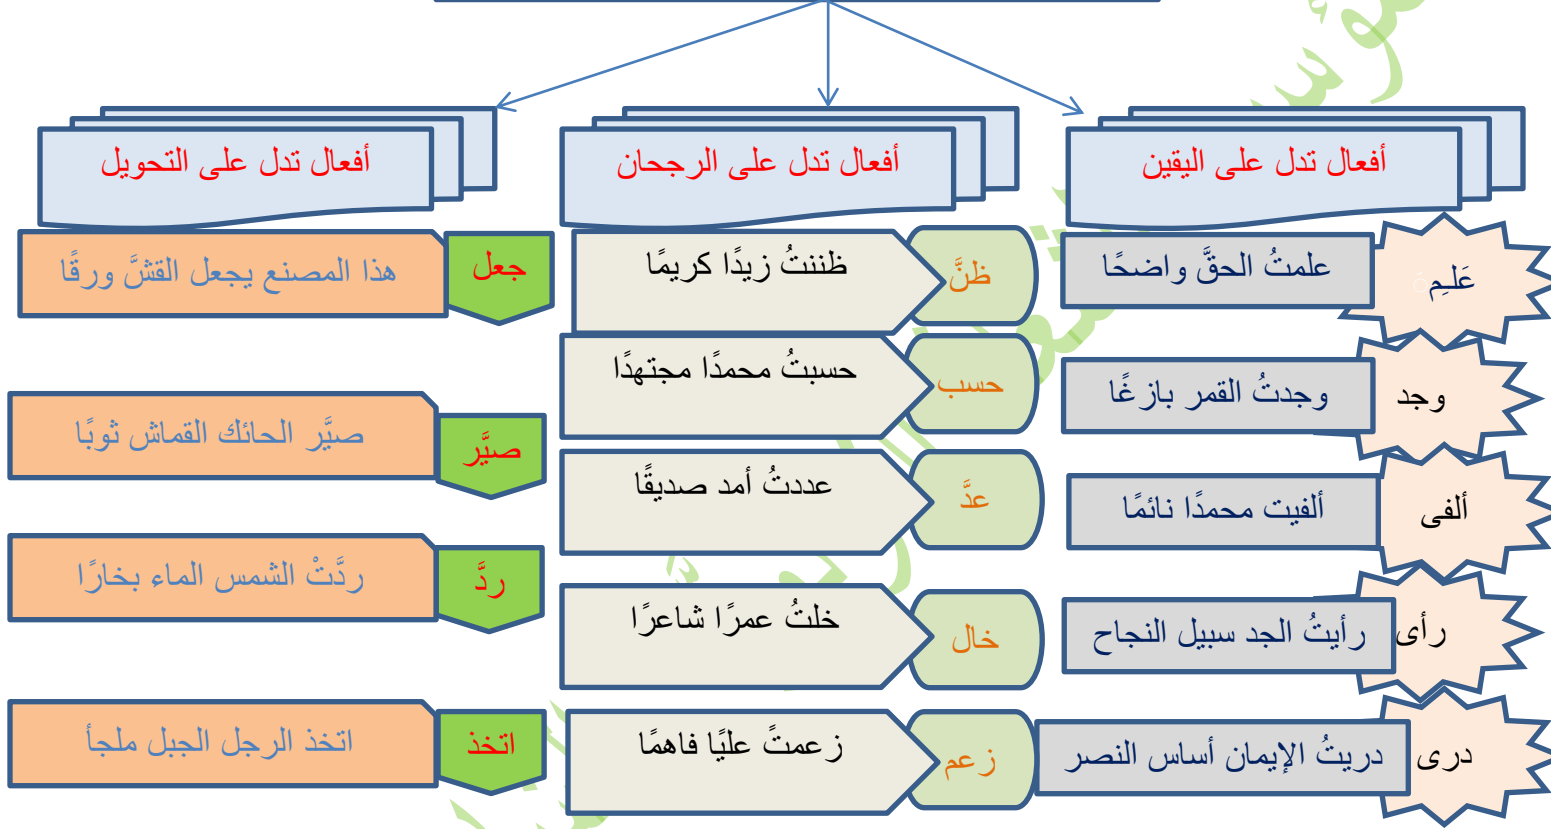 أفعال تدل على اليقين
أفعال تدل على الرجحان
أفعال تدل على التحويل
عَلِم
علمتُ الحقَّ واضحًا
وجد
وجدتُ القمر بازغًا
ألفى
ألفيت محمدًا نائمًا
رأى
رأيتُ الجد سبيل النجاح
درى
دريتُ الإيمان أساس النصر
ظنَّ
ظننتُ زيدًا كريمًا
حسب
حسبتُ محمدًا مجتهدًا
عدَّ
عددتُ أمد صديقًا
خال
خلتُ عمرًا شاعرًا
زعم
زعمتً عليًا فاهمًا
جعل
هذا المصنع يجعل القشَّ ورقًا
صيَّر
صيَّر الحائك القماش ثوبًا
ردَّ
ردَّتْ الشمس الماء بخارًا
اتخذ
اتخذ الرجل الجبل ملجأ